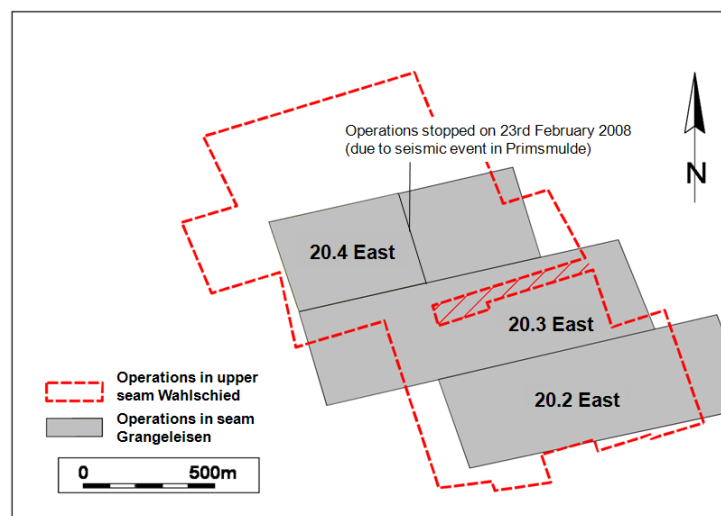 Operations stopped on 23rd February 2008
(due to seismic event in Primsmulde)
N
20.4 East
20.3 East
20.2 East
Operations in upper
seam Wahlschied
Operations in seam
Grangeleisen
0 500m